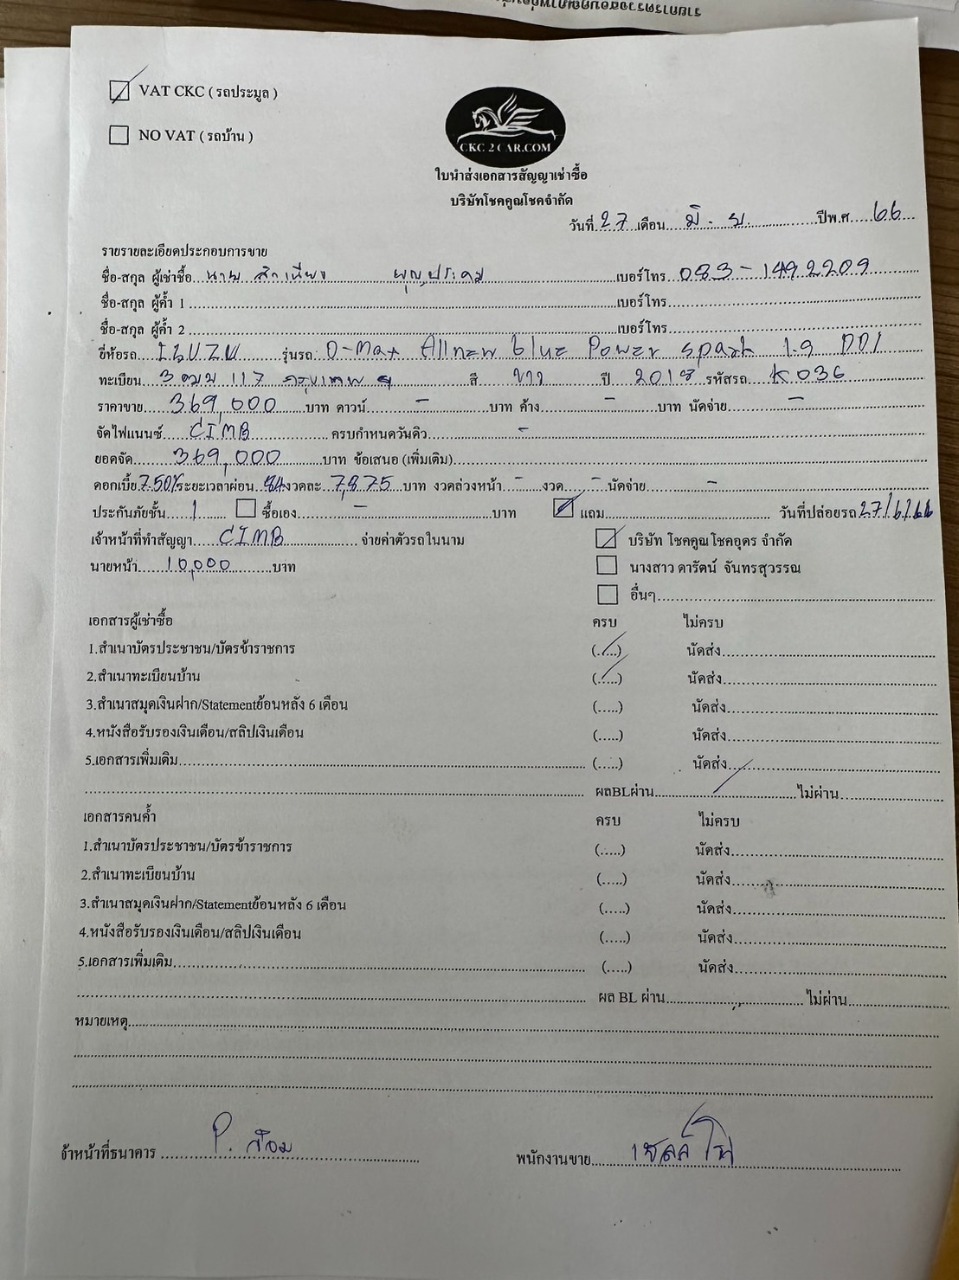 VAT CKC ( รถประมูล )
NO VAT ( รถบ้าน )
CKC 2 CAR.COM
ใบนำส่งเอกสารสัญญาเช่าซื้อ
บริษัทโชคคูณโชคจำกัด
วันที่ 27 เดือน มิ.ย. ปีพ.ศ 66
รายรายละเอียดประกอบการขาย
ชื่อ-สกุล ผู้เช่าซื้อ นาย สำเนียง บุญประคม เบอร์โทร 083-1492209
ชื่อ-สกุล ผู้ค้ำ 1 เบอร์โทร
ชื่อ-สกุล ผู้ค้ำ 2 เบอร์โทร
ยี่ห้อรถ ISUZU รุ่นรถ D-Max Allnew blue Power spark 1.9 DDI
ทะเบียน 3ฒฒ 117 กรุงเทพฯ สี ขาว ปี 2018 รหัสรถ K036
ราคาขาย 369,000 บาท ดาวน์ - บาท ค้าง - บาท นัดจ่าย -
จัดไฟแนนซ์ CIMB ครบกำหนดวันดิว -
ยอดจัด 369,000 บาท ข้อเสนอ (เพิ่มเติม)
ดอกเบี้ย 7.50% ระยะเวลาผ่อน 84 งวดละ 7,875 บาท งวดล่วงหน้า - งวด - นัดจ่าย -
ประกันภัยชั้น 1 ซื้อเอง - บาท แถม วันที่ปล่อยรถ 27/6/66
เจ้าหน้าที่ทำสัญญา CIMB จ่ายค่าตัวรถในนาม บริษัท โชคคูณโชคอุดร จำกัด
นายหน้า 10,000 บาท นางสาว ดารัตน์ จันทรสุวรรณ
อื่นๆ
เอกสารผู้เช่าซื้อ ครบ ไม่ครบ
1.สำเนาบัตรประชาชน/บัตรข้าราชการ (.....) นัดส่ง
2.สำเนาทะเบียนบ้าน (.....) นัดส่ง
3.สำเนาสมุดเงินฝาก/Statementย้อนหลัง 6 เดือน (.....) นัดส่ง
4.หนังสือรับรองเงินเดือน/สลิปเงินเดือน (.....) นัดส่ง
5.เอกสารเพิ่มเติม (.....) นัดส่ง
ผลBLผ่าน ไม่ผ่าน
เอกสารคนค้ำ ครบ ไม่ครบ
1.สำเนาบัตรประชาชน/บัตรข้าราชการ (.....) นัดส่ง
2.สำเนาทะเบียนบ้าน (.....) นัดส่ง
3.สำเนาสมุดเงินฝาก/Statementย้อนหลัง 6 เดือน (.....) นัดส่ง
4.หนังสือรับรองเงินเดือน/สลิปเงินเดือน (.....) นัดส่ง
5.เอกสารเพิ่มเติม (.....) นัดส่ง
ผล BL ผ่าน ไม่ผ่าน
หมายเหตุ
จ้าหน้าที่ธนาคาร P. ส้อม พนักงานขาย เซลล์